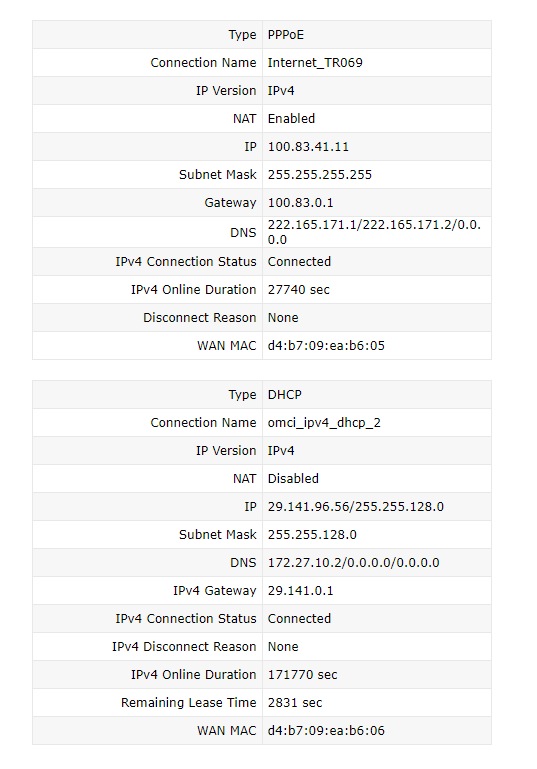 Type PPPoE
Connection Name Internet_TR069
IP Version IPv4
NAT Enabled
IP 100.83.41.11
Subnet Mask 255.255.255.255
Gateway 100.83.0.1
DNS 222.165.171.1/222.165.171.2/0.0.
0.0
IPv4 Connection Status Connected
IPv4 Online Duration 27740 sec
Disconnect Reason None
WAN MAC d4:b7:09:ea:b6:05
Type DHCP
Connection Name omci_ipv4_dhcp_2
IP Version IPv4
NAT Disabled
IP 29.141.96.56/255.255.128.0
Subnet Mask 255.255.128.0
DNS 172.27.10.2/0.0.0.0/0.0.0.0
IPv4 Gateway 29.141.0.1
IPv4 Connection Status Connected
IPv4 Disconnect Reason None
IPv4 Online Duration 171770 sec
Remaining Lease Time 2831 sec
WAN MAC d4:b7:09:ea:b6:06